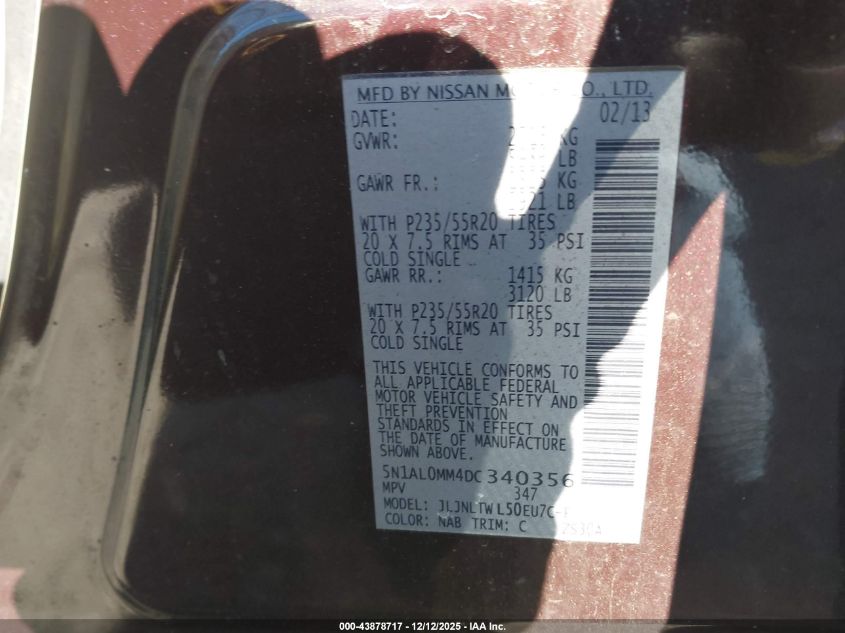 MFD BY NISSAN CO., LTD.
DATE: 02/13
GVWR: KG
LB
GAWR FR.: KG
LB
WITH P235/55R20 TIRES
20 X 7.5 RIMS AT 35 PSI
COLD SINGLE
GAWR RR.: 1415 KG
3120 LB
WITH P235/55R20 TIRES
20 X 7.5 RIMS AT 35 PSI
COLD SINGLE
THIS VEHICLE CONFORMS TO
ALL APPLICABLE FEDERAL
MOTOR VEHICLE SAFETY AND
THEFT PREVENTION
STANDARDS IN EFFECT ON
THE DATE OF MANUFACTURE
SHOWN ABOVE.
5N1AL0MM4DC 340356
MPV 347
MODEL:
COLOR: NAB TRIM: C
000-43878717 - 12/12/2025 - IAA Inc.